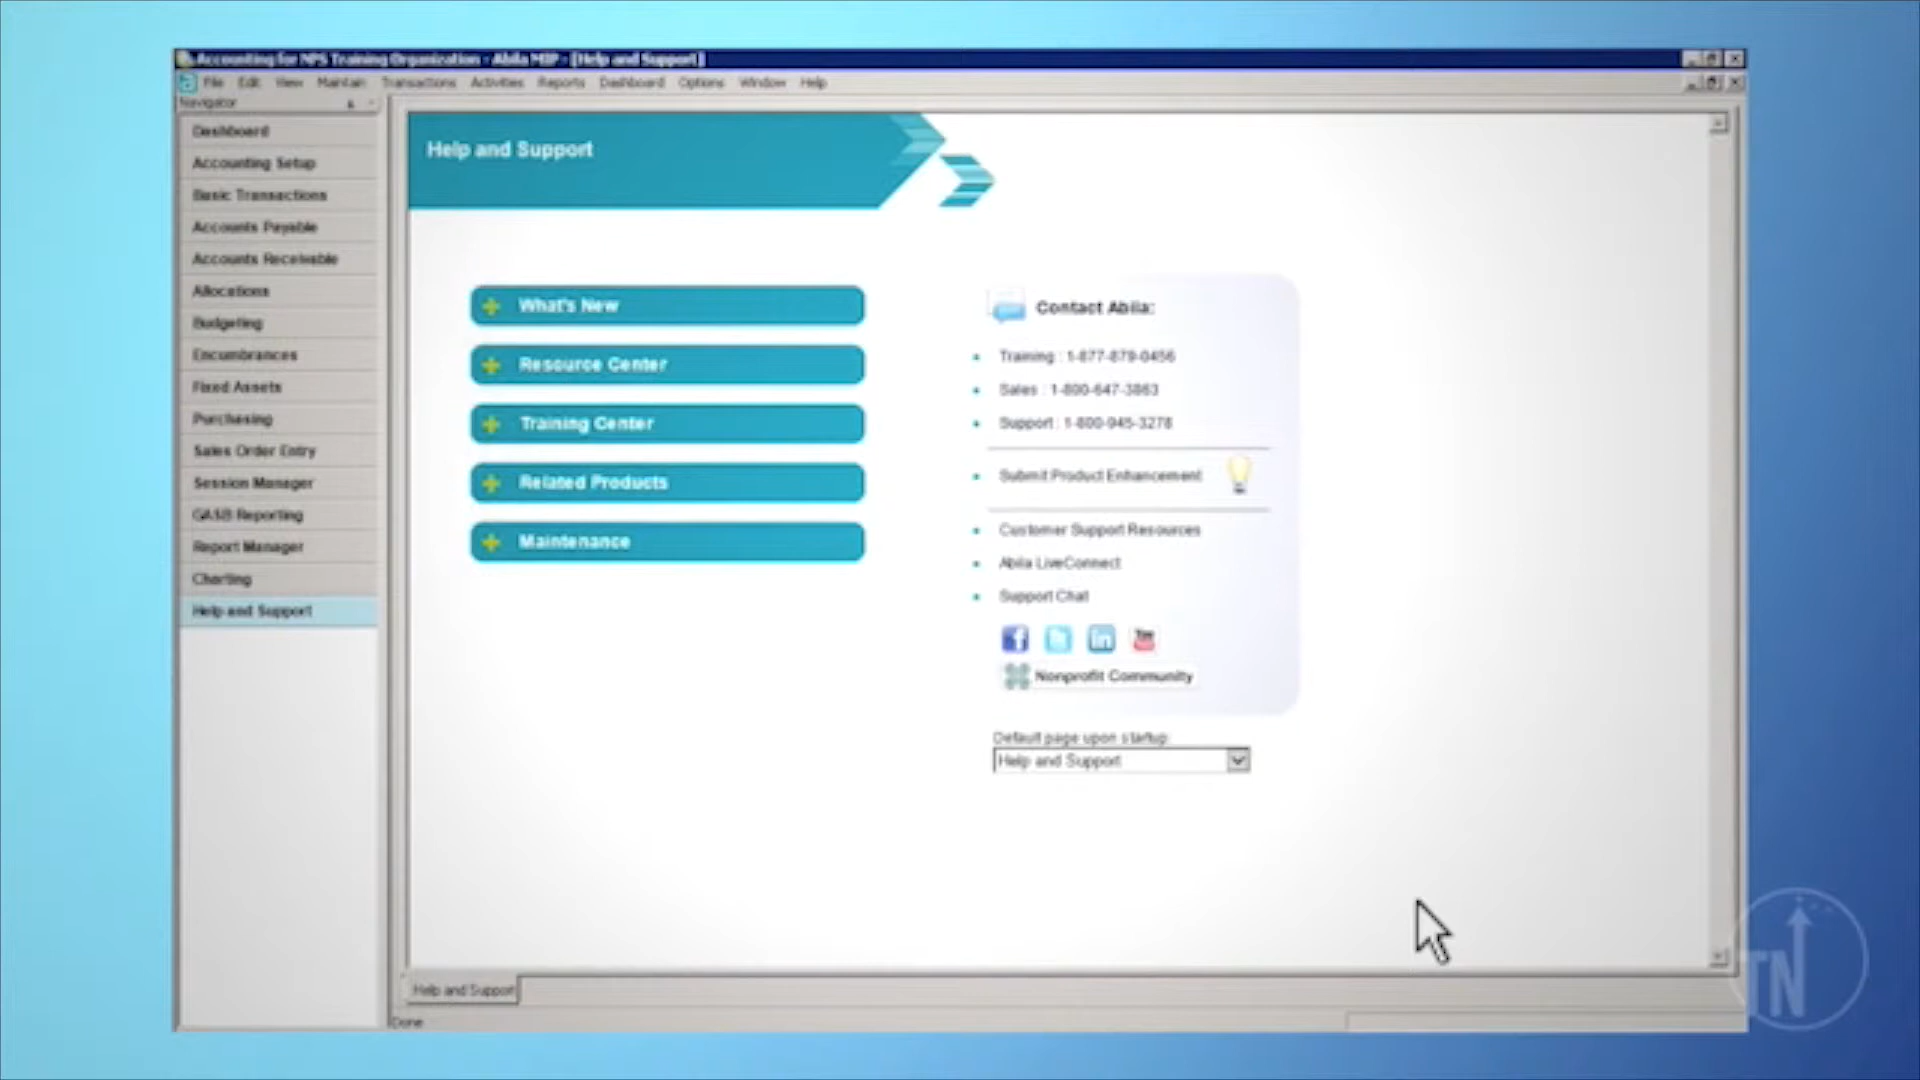 Accounting for NPS Training Organization - Abila MIP - [Help and Support]
File Edit View Maintain Transactions Activities Reports Dashboard Options Window Help
Navigator
Dashboard
Accounting Setup
Basic Transactions
Accounts Payable
Accounts Receivable
Allocations
Budgeting
Encumbrances
Fixed Assets
Purchasing
Sales Order Entry
Session Manager
GASB Reporting
Report Manager
Charting
Help and Support
Help and Support
What's New
Resource Center
Training Center
Related Products
Maintenance
Contact Abila:
Training : 1-877-879-0456
Sales : 1-800-647-3863
Support : 1-800-945-3278
Submit Product Enhancement
Customer Support Resources
Abila LiveConnect
Support Chat
f in You
Nonprofit Community
Default page upon startup:
Help and Support
Help and Support
Done
TN